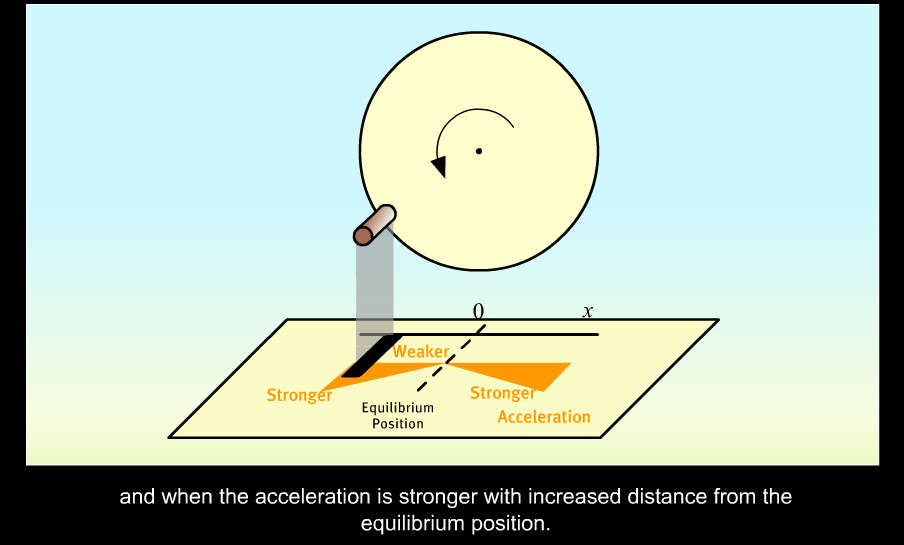 0
x
Weaker
Stronger
Stronger
Equilibrium
Position
Acceleration
and when the acceleration is stronger with increased distance from the
equilibrium position.